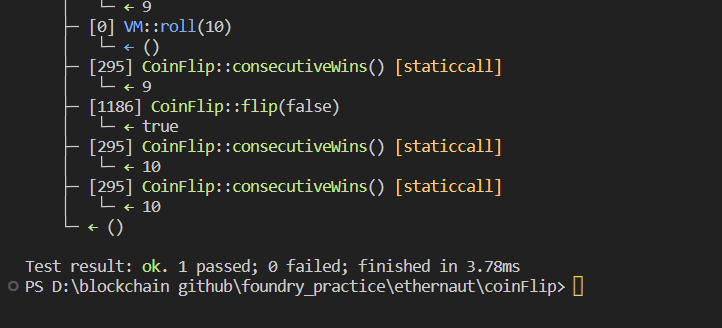 └─ ← 9
├─ [0] VM::roll(10)
│   └─ ← ()
├─ [295] CoinFlip::consecutiveWins() [staticcall]
│   └─ ← 9
├─ [1186] CoinFlip::flip(false)
│   └─ ← true
├─ [295] CoinFlip::consecutiveWins() [staticcall]
│   └─ ← 10
├─ [295] CoinFlip::consecutiveWins() [staticcall]
│   └─ ← 10
└─ ← ()
Test result: ok. 1 passed; 0 failed; finished in 3.78ms
PS D:\blockchain github\foundry_practice\ethernaut\coinFlip>